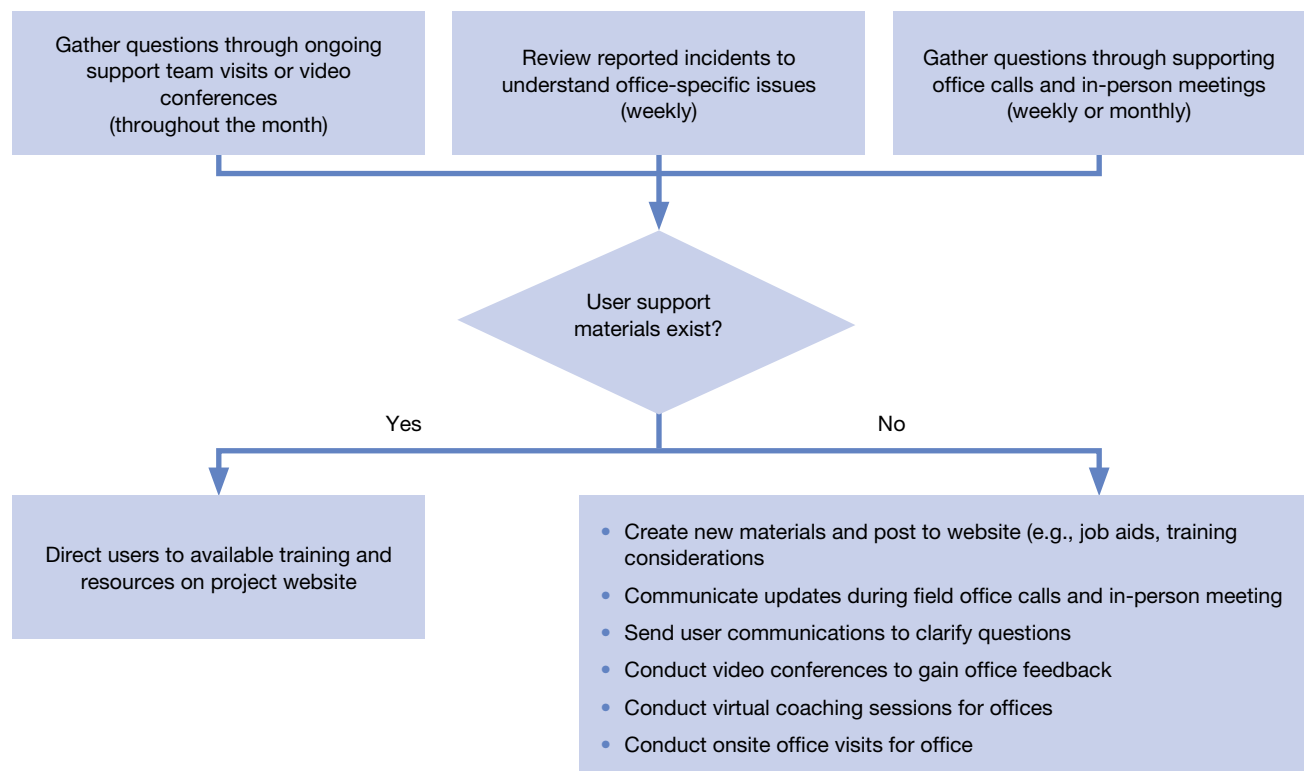 Gather questions through ongoing
support team visits or video
conferences
(throughout the month)
Review reported incidents to
understand office-specific issues
(weekly)
Gather questions through supporting
office calls and in-person meetings
(weekly or monthly)
User support
materials exist?
Yes
No
Direct users to available training and
resources on project website
• Create new materials and post to website (e.g., job aids, training
considerations
• Communicate updates during field office calls and in-person meeting
• Send user communications to clarify questions
• Conduct video conferences to gain office feedback
• Conduct virtual coaching sessions for offices
• Conduct onsite office visits for office